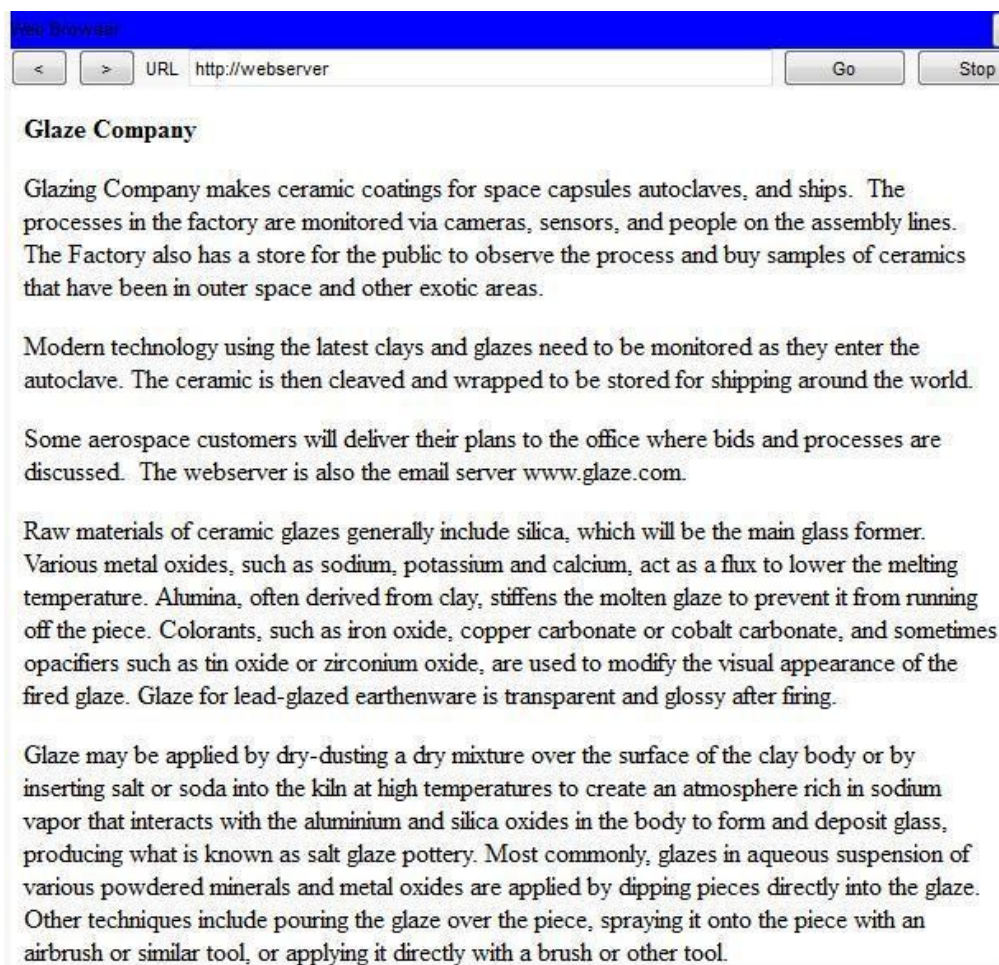 Web Browser
< > URL http://webserver Go Stop
Glaze Company
Glazing Company makes ceramic coatings for space capsules autoclaves, and ships. The
processes in the factory are monitored via cameras, sensors, and people on the assembly lines.
The Factory also has a store for the public to observe the process and buy samples of ceramics
that have been in outer space and other exotic areas.
Modern technology using the latest clays and glazes need to be monitored as they enter the
autoclave. The ceramic is then cleaved and wrapped to be stored for shipping around the world.
Some aerospace customers will deliver their plans to the office where bids and processes are
discussed. The webserver is also the email server www.glaze.com.
Raw materials of ceramic glazes generally include silica, which will be the main glass former.
Various metal oxides, such as sodium, potassium and calcium, act as a flux to lower the melting
temperature. Alumina, often derived from clay, stiffens the molten glaze to prevent it from running
off the piece. Colorants, such as iron oxide, copper carbonate or cobalt carbonate, and sometimes
opacifiers such as tin oxide or zirconium oxide, are used to modify the visual appearance of the
fired glaze. Glaze for lead-glazed earthenware is transparent and glossy after firing.
Glaze may be applied by dry-dusting a dry mixture over the surface of the clay body or by
inserting salt or soda into the kiln at high temperatures to create an atmosphere rich in sodium
vapor that interacts with the aluminium and silica oxides in the body to form and deposit glass,
producing what is known as salt glaze pottery. Most commonly, glazes in aqueous suspension of
various powdered minerals and metal oxides are applied by dipping pieces directly into the glaze.
Other techniques include pouring the glaze over the piece, spraying it onto the piece with an
airbrush or similar tool, or applying it directly with a brush or other tool.